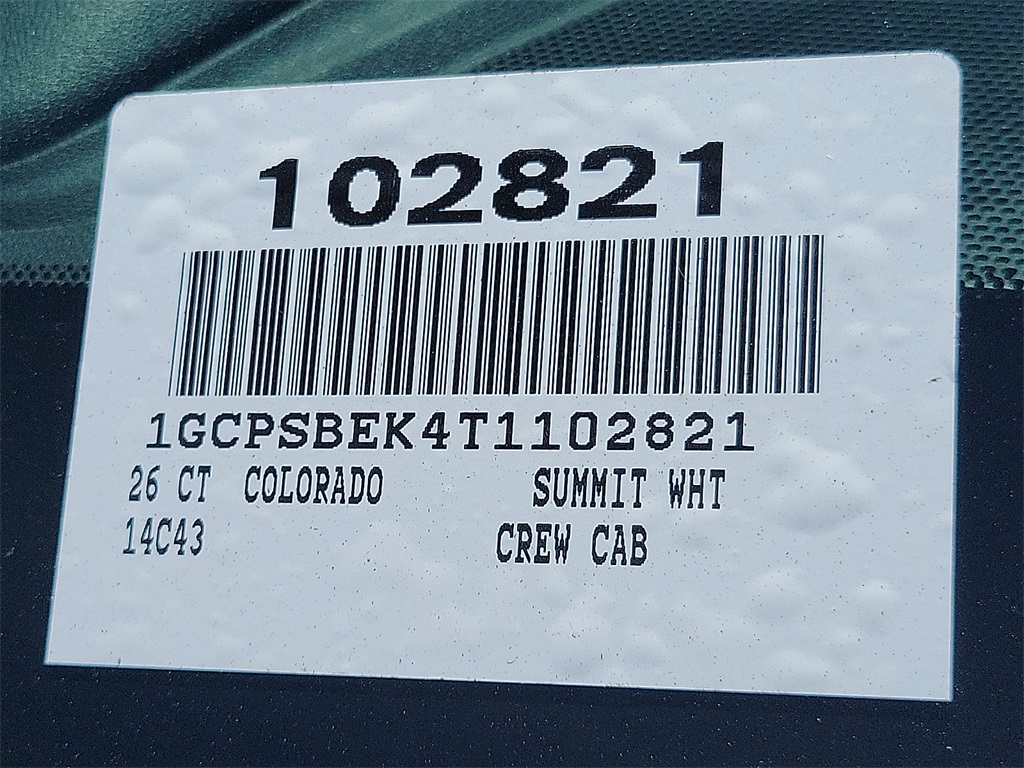 102821
1GCPSBEK4T1102821
26 CT COLORADO SUMMIT WHT
14C43 CREW CAB